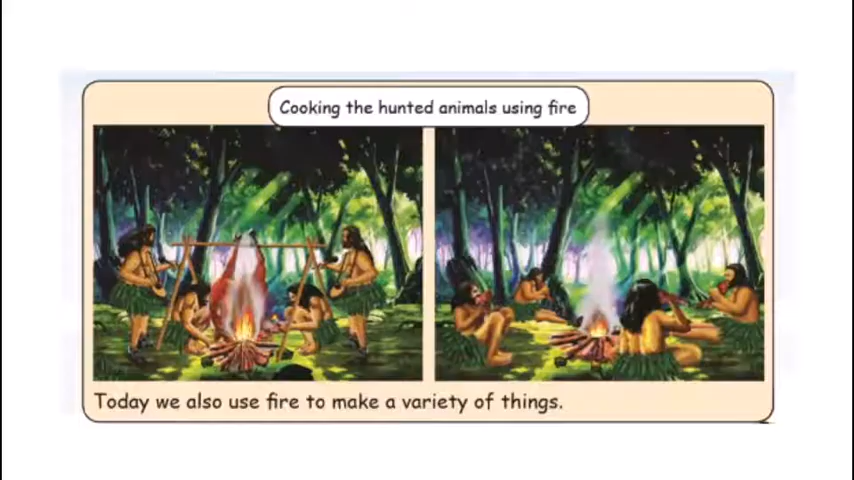 Cooking the hunted animals using fire
Today we also use fire to make a variety of things.